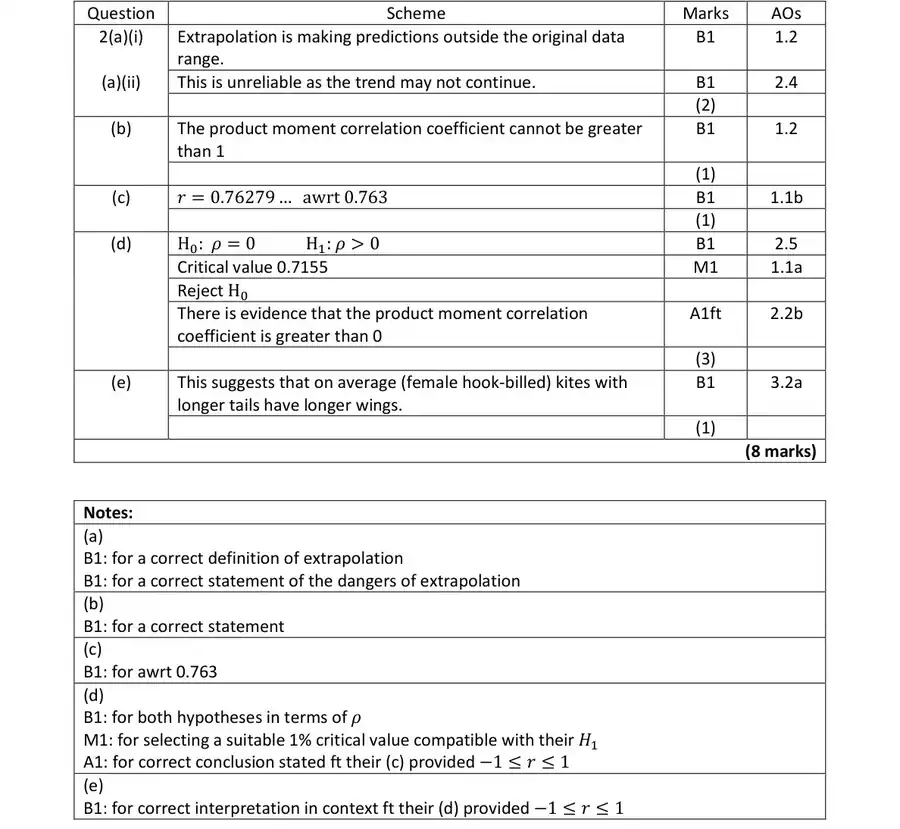 Question Scheme Marks AOs
2(a)(i) Extrapolation is making predictions outside the original data B1 1.2
range.
(a)(ii) This is unreliable as the trend may not continue. B1 2.4
(2)
(b) The product moment correlation coefficient cannot be greater B1 1.2
than 1
(1)
(c) r = 0.76279 … awrt 0.763 B1 1.1b
(1)
(d) H₀: ρ = 0 H₁: ρ > 0 B1 2.5
Critical value 0.7155 M1 1.1a
Reject H₀
There is evidence that the product moment correlation A1ft 2.2b
coefficient is greater than 0
(3)
(e) This suggests that on average (female hook-billed) kites with B1 3.2a
longer tails have longer wings.
(1)
(8 marks)
Notes:
(a)
B1: for a correct definition of extrapolation
B1: for a correct statement of the dangers of extrapolation
(b)
B1: for a correct statement
(c)
B1: for awrt 0.763
(d)
B1: for both hypotheses in terms of ρ
M1: for selecting a suitable 1% critical value compatible with their H₁
A1: for correct conclusion stated ft their (c) provided −1 ≤ r ≤ 1
(e)
B1: for correct interpretation in context ft their (d) provided −1 ≤ r ≤ 1